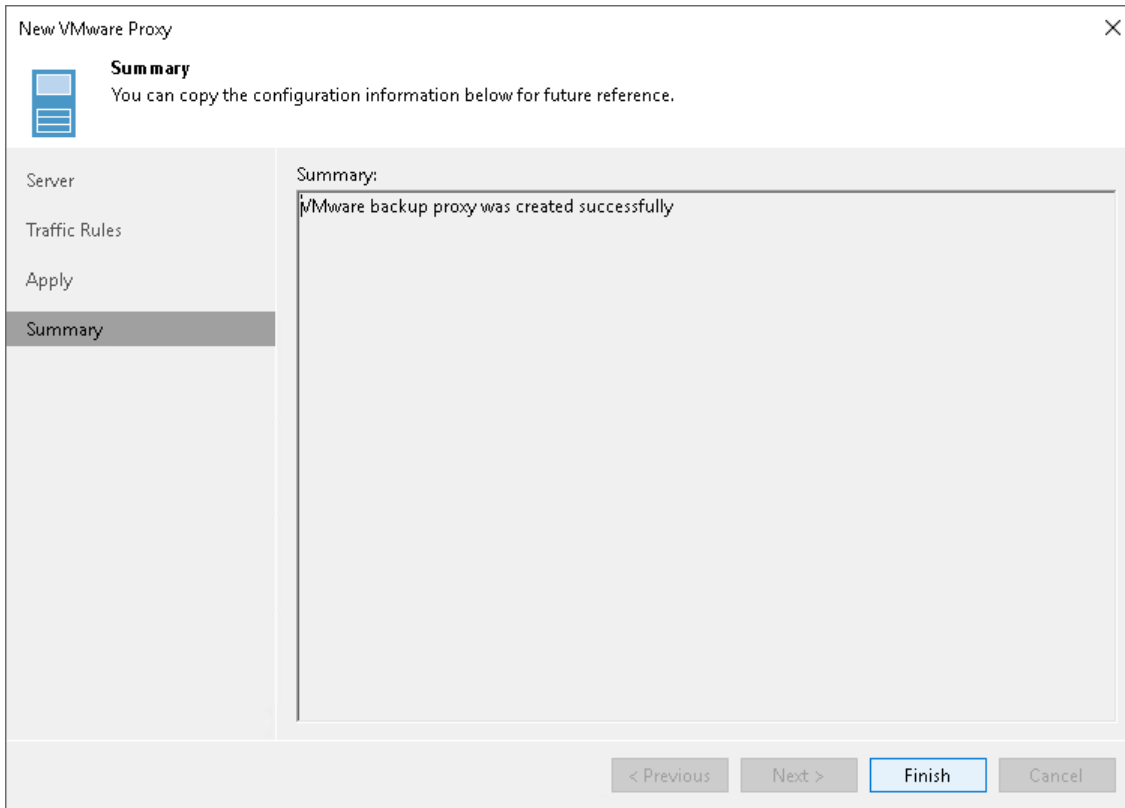 New VMware Proxy
Summary
You can copy the configuration information below for future reference.
Server
Traffic Rules
Apply
Summary
Summary:
VMware backup proxy was created successfully
< Previous
Next >
Finish
Cancel